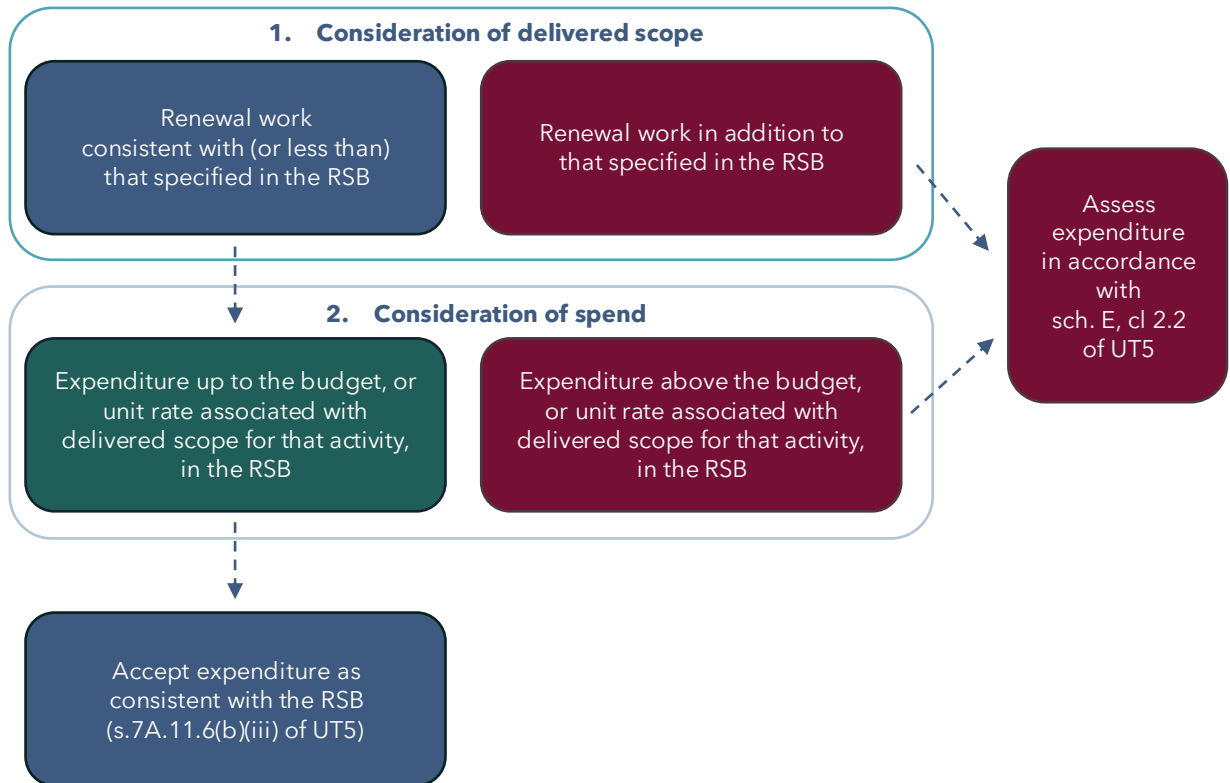 1. Consideration of delivered scope
Renewal work
consistent with (or less than)
that specified in the RSB
Renewal work in addition to
that specified in the RSB
Assess
expenditure
in accordance
with
sch. E, cl 2.2
of UT5
2. Consideration of spend
Expenditure up to the budget, or
unit rate associated with
delivered scope for that activity,
in the RSB
Expenditure above the budget,
or unit rate associated with
delivered scope for that activity,
in the RSB
Accept expenditure as
consistent with the RSB
(s.7A.11.6(b)(iii) of UT5)